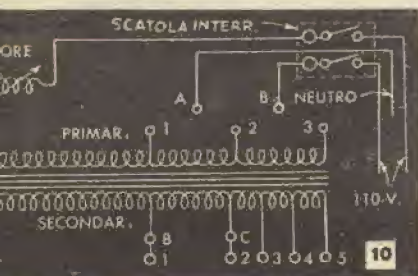 SCATOLA INTERR.
ORE
A
B
NEUTRO
PRIMAR.
1
2
3
110-V.
SECONDAR.
B
C
1
2
3
4
5
10